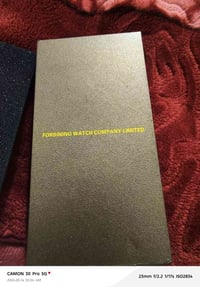 FORSINING WATCH COMPANY LIMITED
CAMON 30 Pro 5G
25mm f/2.2 1/17s ISO2834